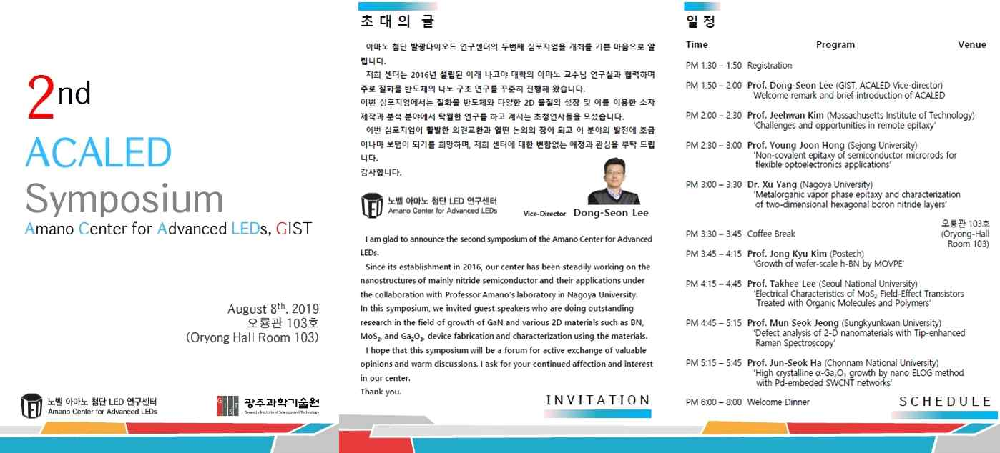 2nd
ACALED
Symposium
Amano Center for Advanced LEDs, GIST
August 8th, 2019
오룡관 103호
(Oryong Hall Room 103)
LED
노벨 아마노 첨단 LED 연구센터
Amano Center for Advanced LEDs
GIST
광주과학기술원
Gwangju Institute of Science and Technology
초대의 글
아마노 첨단 발광다이오드 연구센터의 두번째 심포지엄을 개최를 기쁜 마음으로 알
립니다.
저희 센터는 2016년 설립된 이래 나고야 대학의 아마노 교수님 연구실과 협력하며
주로 질화물 반도체의 나노 구조 연구를 꾸준히 진행해 왔습니다.
이번 심포지엄에서는 질화물 반도체와 다양한 2D 물질의 성장 및 이를 이용한 소자
제작과 분석 분야에서 탁월한 연구를 하고 계시는 초청연사들을 모셨습니다.
이번 심포지엄이 활발한 의견교환과 열띤 논의의 장이 되고 이 분야의 발전에 조금
이나마 보탬이 되기를 희망하며, 저희 센터에 대한 변함없는 애정과 관심을 부탁 드립
니다.
감사합니다.
LED
노벨 아마노 첨단 LED 연구센터
Amano Center for Advanced LEDs
Vice-Director Dong-Seon Lee
I am glad to announce the second symposium of the Amano Center for Advanced
LEDs.
Since its establishment in 2016, our center has been steadily working on the
nanostructures of mainly nitride semiconductor and their applications under
the collaboration with Professor Amano's laboratory in Nagoya University.
In this symposium, we invited guest speakers who are doing outstanding
research in the field of growth of GaN and various 2D materials such as BN,
MoS₂, and Ga₂O₃, device fabrication and characterization using the materials.
I hope that this symposium will be a forum for active exchange of valuable
opinions and warm discussions. I ask for your continued affection and interest
in our center.
Thank you.
INVITATION
일정
Time Program Venue
PM 1:30 – 1:50 Registration
PM 1:50 – 2:00 Prof. Dong-Seon Lee (GIST, ACALED Vice-director)
Welcome remark and brief introduction of ACALED
PM 2:00 – 2:30 Prof. Jeehwan Kim (Massachusetts Institute of Technology)
'Challenges and opportunities in remote epitaxy'
PM 2:30 – 3:00 Prof. Young Joon Hong (Sejong University)
'Non-covalent epitaxy of semiconductor microrods for
flexible optoelectronics applications'
PM 3:00 – 3:30 Dr. Xu Yang (Nagoya University)
'Metalorganic vapor phase epitaxy and characterization
of two-dimensional hexagonal boron nitride layers'
PM 3:30 – 3:45 Coffee Break
오룡관 103호
(Oryong-Hall
Room 103)
PM 3:45 – 4:15 Prof. Jong Kyu Kim (Postech)
'Growth of wafer-scale h-BN by MOVPE'
PM 4:15 – 4:45 Prof. Takhee Lee (Seoul National University)
'Electrical Characteristics of MoS₂ Field-Effect Transistors
Treated with Organic Molecules and Polymers'
PM 4:45 – 5:15 Prof. Mun Seok Jeong (Sungkyunkwan University)
'Defect analysis of 2-D nanomaterials with Tip-enhanced
Raman Spectroscopy'
PM 5:15 – 5:45 Prof. Jun-Seok Ha (Chonnam National University)
'High crystalline α-Ga₂O₃ growth by nano ELOG method
with Pd-embeded SWCNT networks'
PM 6:00 – 8:00 Welcome Dinner
SCHEDULE